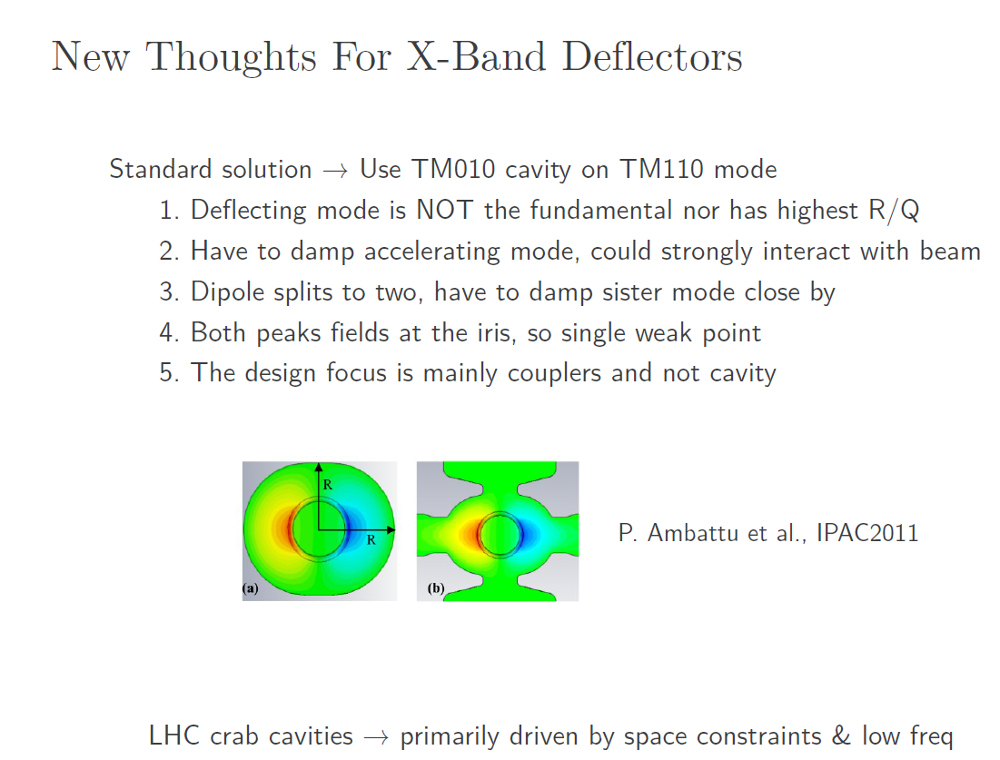 New Thoughts For X-Band Deflectors
Standard solution → Use TM010 cavity on TM110 mode
1. Deflecting mode is NOT the fundamental nor has highest R/Q
2. Have to damp accelerating mode, could strongly interact with beam
3. Dipole splits to two, have to damp sister mode close by
4. Both peaks fields at the iris, so single weak point
5. The design focus is mainly couplers and not cavity
R
R
(a)
(b)
P. Ambattu et al., IPAC2011
LHC crab cavities → primarily driven by space constraints & low freq